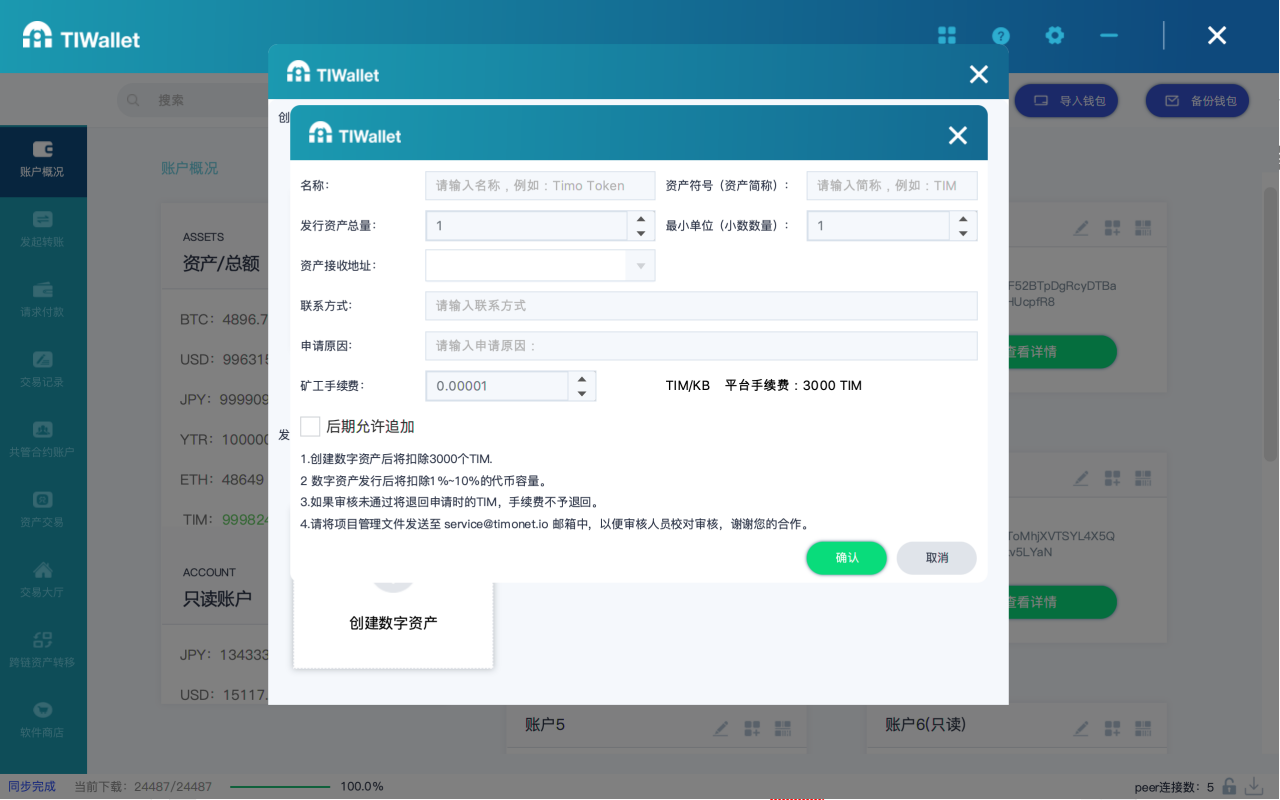 TIWallet
TIWallet
搜索
导入钱包
备份钱包
创
TIWallet
账户概况
账户概况
名称:
请输入名称，例如：Timo Token
资产符号（资产简称）:
请输入简称，例如：TIM
发行资产总量:
1
最小单位（小数数量）:
1
资产接收地址:
联系方式:
请输入联系方式
申请原因:
请输入申请原因：
矿工手续费:
0.00001
TIM/KB
平台手续费：3000 TIM
后期允许追加
发
1.创建数字资产后将扣除3000个TIM.
2 数字资产发行后将扣除1%~10%的代币容量。
3.如果审核未通过将退回申请时的TIM，手续费不予退回。
4.请将项目管理文件发送至 service@timonet.io 邮箱中，以便审核人员校对审核，谢谢您的合作。
确认
取消
创建数字资产
发起转账
请求付款
交易记录
共管合约账户
资产交易
交易大厅
跨链资产转移
软件商店
ASSETS
资产/总额
BTC: 4896.7
USD: 996315
JPY: 999909
YTR: 100000
ETH: 48649
TIM: 999824
ACCOUNT
只读账户
JPY: 134333
USD: 15117.
F52BTpDgRcyDTBa
HUcpfR8
查看详情
ToMhjXVTSYL4X5Q
v5LYaN
查看详情
账户5
账户6(只读)
同步完成
当前下载: 24487/24487
100.0%
peer连接数: 5